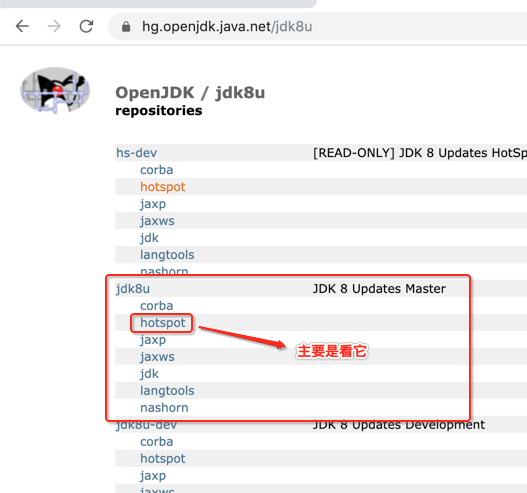 hg.openjdk.java.net/jdk8u
OpenJDK / jdk8u
repositories
hs-dev [READ-ONLY] JDK 8 Updates HotSp
corba
hotspot
jaxp
jaxws
jdk
langtools
nashorn
jdk8u JDK 8 Updates Master
corba
hotspot
主要是看它
jaxp
jaxws
jdk
langtools
nashorn
jdk8u-dev JDK 8 Updates Development
corba
hotspot
jaxp
jaxws